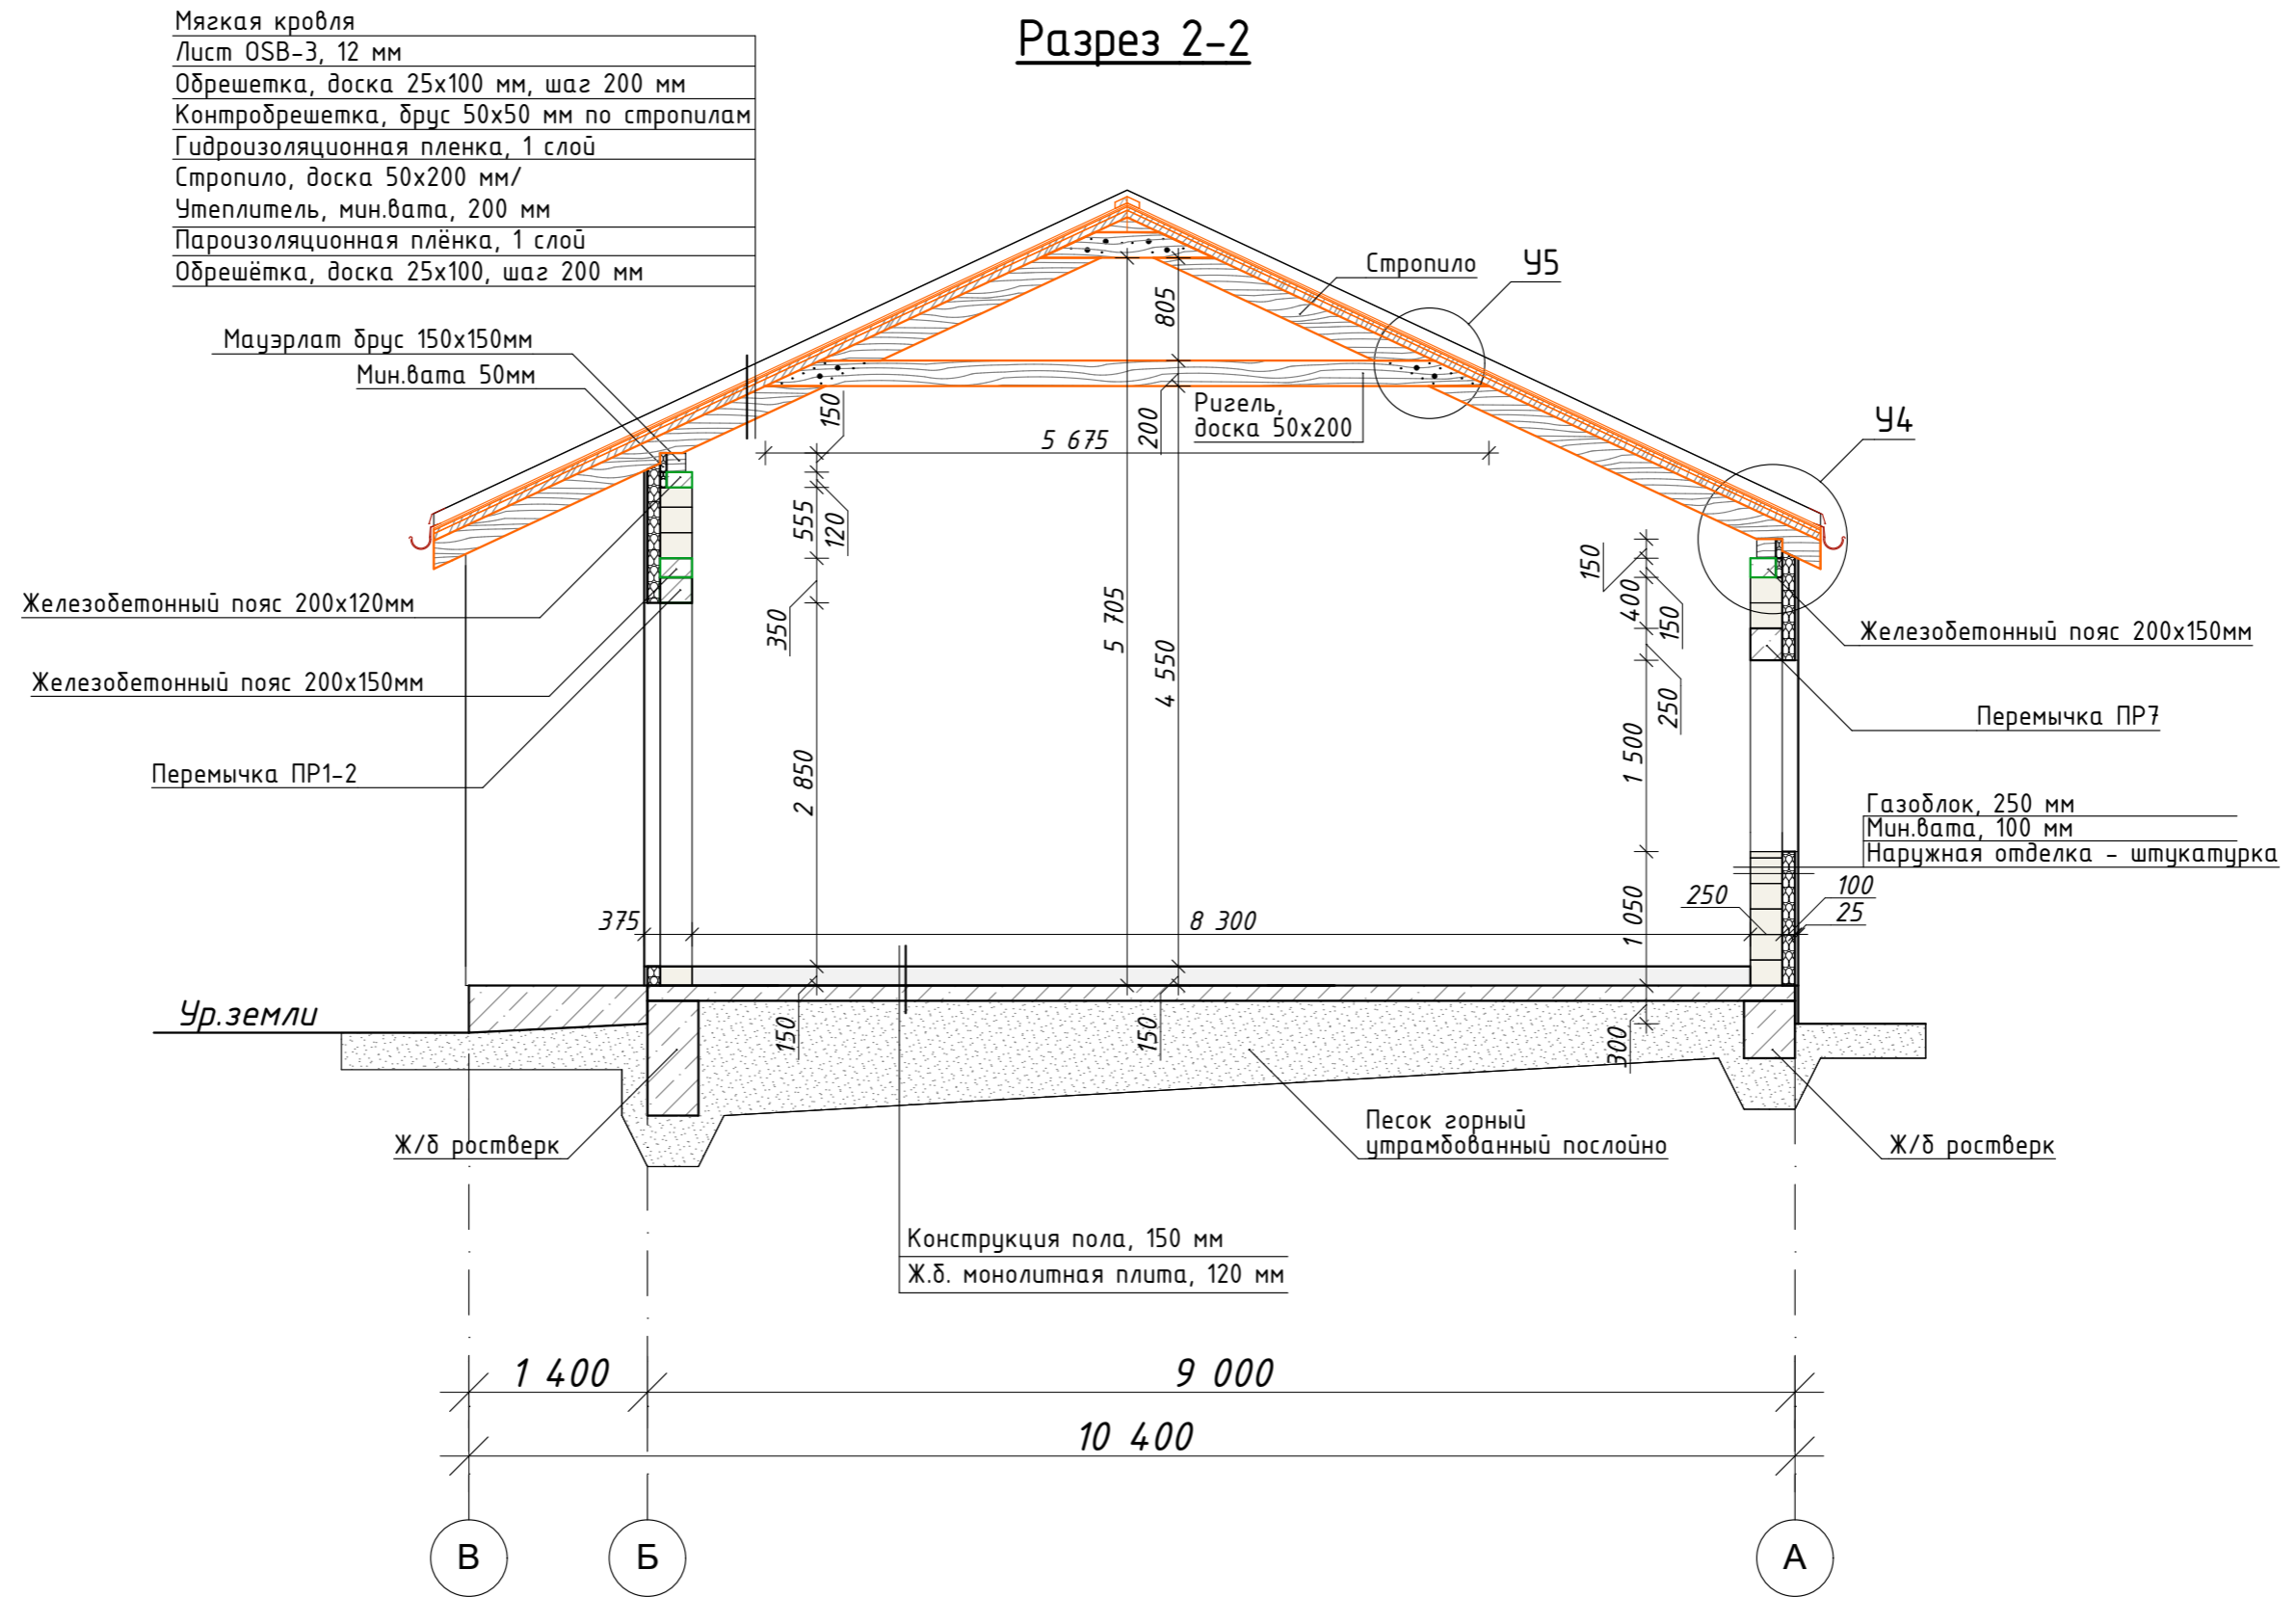 Разрез 2-2
Мягкая кровля
Лист OSB-3, 12 мм
Обрешетка, доска 25х100 мм, шаг 200 мм
Контробрешетка, брус 50х50 мм по стропилам
Гидроизоляционная пленка, 1 слой
Стропило, доска 50х200 мм/
Утеплитель, мин.вата, 200 мм
Пароизоляционная плёнка, 1 слой
Обрешётка, доска 25х100, шаг 200 мм
Мауэрлат брус 150х150мм
Мин.вата 50мм
Стропило
У5
У4
805
150
200
Ригель,
доска 50х200
5 675
555
120
350
5 705
4 550
2 850
150
400
150
250
1 500
1 050
Железобетонный пояс 200х120мм
Железобетонный пояс 200х150мм
Перемычка ПР1-2
Железобетонный пояс 200х150мм
Перемычка ПР7
Газоблок, 250 мм
Мин.вата, 100 мм
Наружная отделка - штукатурка
375
8 300
250
100
25
Ур.земли
150
150
300
Ж/б ростверк
Песок горный
утрамбованный послойно
Ж/б ростверк
Конструкция пола, 150 мм
Ж.б. монолитная плита, 120 мм
1 400
9 000
10 400
В
Б
А